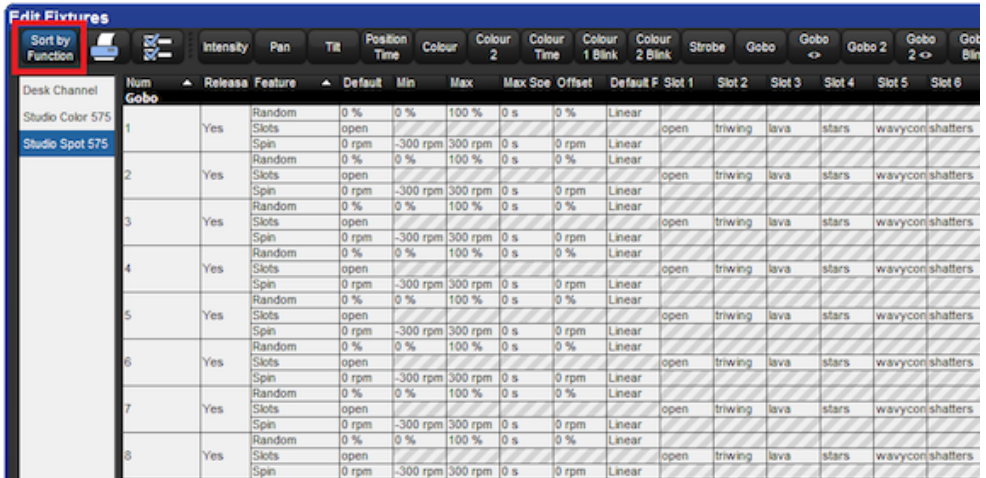 Edit Fixtures
Sort by Function Intensity Pan Tilt Position Time Colour Colour 2 Colour Time Colour 1 Blink Colour 2 Blink Strobe Gobo Gobo <> Gobo 2 Gobo 2 <>
Desk Channel
Studio Color 575
Studio Spot 575
Num Releasa Feature Default Min Max Max Spe Offset Default F Slot 1 Slot 2 Slot 3 Slot 4 Slot 5 Slot 6
Gobo
Random 0 % 0 % 100 % 0 s 0 % Linear
1 Yes Slots open open triwing lava stars wavycon shatters
Spin 0 rpm -300 rpm 300 rpm 0 s 0 rpm Linear
Random 0 % 0 % 100 % 0 s 0 % Linear
2 Yes Slots open open triwing lava stars wavycon shatters
Spin 0 rpm -300 rpm 300 rpm 0 s 0 rpm Linear
Random 0 % 0 % 100 % 0 s 0 % Linear
3 Yes Slots open open triwing lava stars wavycon shatters
Spin 0 rpm -300 rpm 300 rpm 0 s 0 rpm Linear
Random 0 % 0 % 100 % 0 s 0 % Linear
4 Yes Slots open open triwing lava stars wavycon shatters
Spin 0 rpm -300 rpm 300 rpm 0 s 0 rpm Linear
Random 0 % 0 % 100 % 0 s 0 % Linear
5 Yes Slots open open triwing lava stars wavycon shatters
Spin 0 rpm -300 rpm 300 rpm 0 s 0 rpm Linear
Random 0 % 0 % 100 % 0 s 0 % Linear
6 Yes Slots open open triwing lava stars wavycon shatters
Spin 0 rpm -300 rpm 300 rpm 0 s 0 rpm Linear
Random 0 % 0 % 100 % 0 s 0 % Linear
7 Yes Slots open open triwing lava stars wavycon shatters
Spin 0 rpm -300 rpm 300 rpm 0 s 0 rpm Linear
Random 0 % 0 % 100 % 0 s 0 % Linear
8 Yes Slots open open triwing lava stars wavycon shatters
Spin 0 rpm -300 rpm 300 rpm 0 s 0 rpm Linear